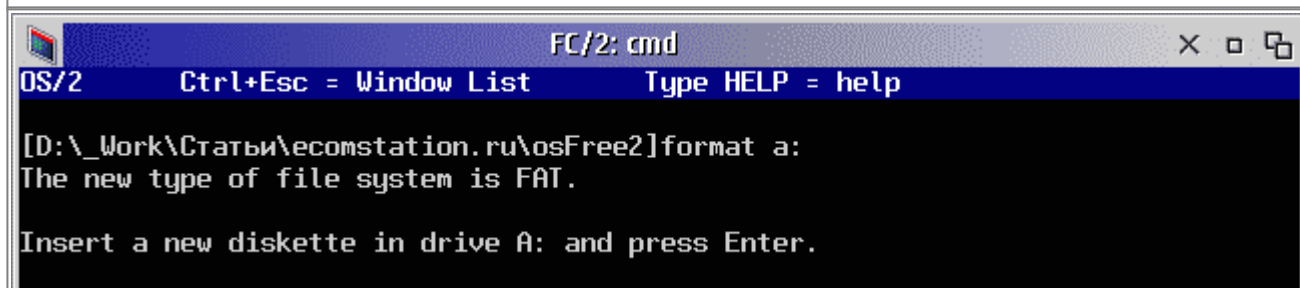 FC/2: cmd
OS/2 Ctrl+Esc = Window List Type HELP = help
[D:\_Work\Статьи\ecomstation.ru\osFree2]format a:
The new type of file system is FAT.
Insert a new diskette in drive A: and press Enter.